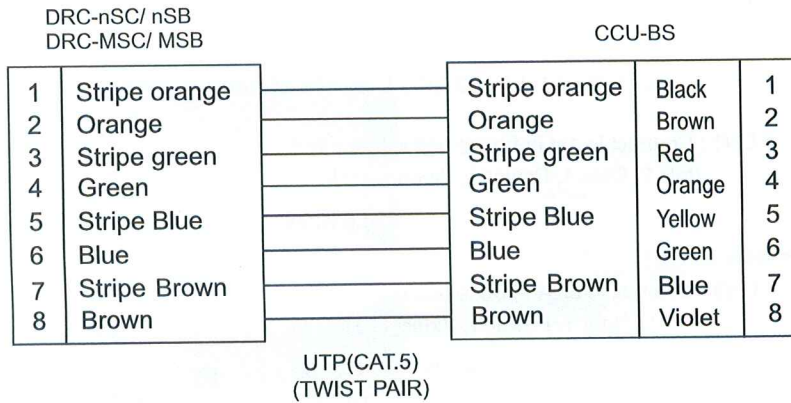 DRC-nSC/ nSB
DRC-MSC/ MSB
CCU-BS
1 Stripe orange Stripe orange Black 1
2 Orange Orange Brown 2
3 Stripe green Stripe green Red 3
4 Green Green Orange 4
5 Stripe Blue Stripe Blue Yellow 5
6 Blue Blue Green 6
7 Stripe Brown Stripe Brown Blue 7
8 Brown Brown Violet 8
UTP(CAT.5)
(TWIST PAIR)